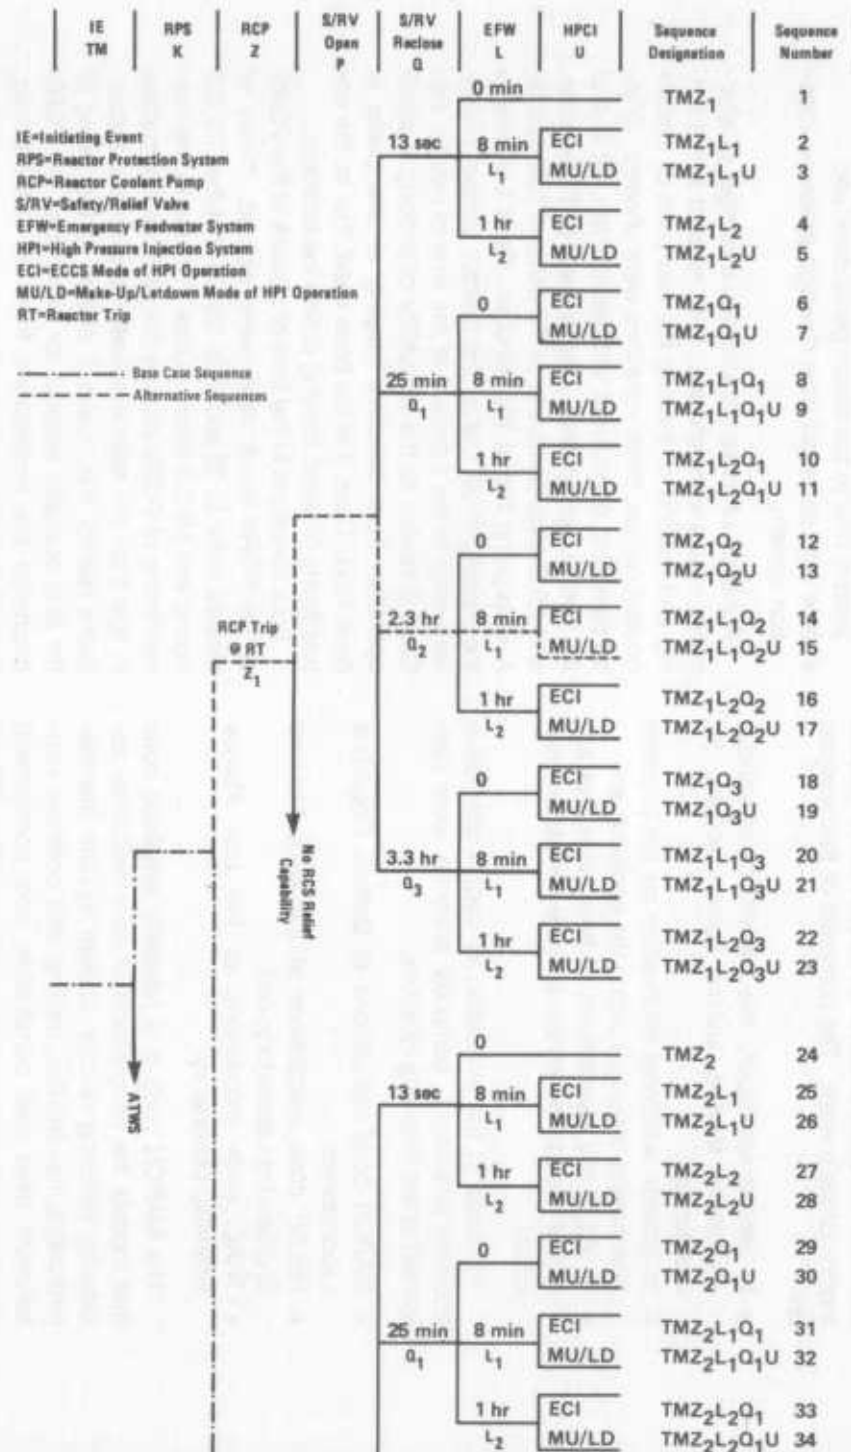 IE RPS RCP S/RV S/RV EFW HPCI Sequence Sequence
TM K Z Open Reclose L U Designation Number
P Q
IE=Initiating Event
RPS=Reactor Protection System
RCP=Reactor Coolant Pump
S/RV=Safety/Relief Valve
EFW=Emergency Feedwater System
HPI=High Pressure Injection System
ECI=ECCS Mode of HPI Operation
MU/LD=Make-Up/Letdown Mode of HPI Operation
RT=Reactor Trip
Base Case Sequence
Alternative Sequences
0 min TMZ₁ 1
13 sec 8 min ECI TMZ₁L₁ 2
L₁ MU/LD TMZ₁L₁U 3
1 hr ECI TMZ₁L₂ 4
L₂ MU/LD TMZ₁L₂U 5
0 ECI TMZ₁Q₁ 6
MU/LD TMZ₁Q₁U 7
25 min 8 min ECI TMZ₁L₁Q₁ 8
Q₁ L₁ MU/LD TMZ₁L₁Q₁U 9
1 hr ECI TMZ₁L₂Q₁ 10
L₂ MU/LD TMZ₁L₂Q₁U 11
0 ECI TMZ₁Q₂ 12
MU/LD TMZ₁Q₂U 13
2.3 hr 8 min ECI TMZ₁L₁Q₂ 14
Q₂ L₁ MU/LD TMZ₁L₁Q₂U 15
RCP Trip
@ RT
Z₁
1 hr ECI TMZ₁L₂Q₂ 16
L₂ MU/LD TMZ₁L₂Q₂U 17
0 ECI TMZ₁Q₃ 18
MU/LD TMZ₁Q₃U 19
3.3 hr 8 min ECI TMZ₁L₁Q₃ 20
Q₃ L₁ MU/LD TMZ₁L₁Q₃U 21
No RCS Relief
Capability
1 hr ECI TMZ₁L₂Q₃ 22
L₂ MU/LD TMZ₁L₂Q₃U 23
ATWS
0 TMZ₂ 24
13 sec 8 min ECI TMZ₂L₁ 25
L₁ MU/LD TMZ₂L₁U 26
1 hr ECI TMZ₂L₂ 27
L₂ MU/LD TMZ₂L₂U 28
0 ECI TMZ₂Q₁ 29
MU/LD TMZ₂Q₁U 30
25 min 8 min ECI TMZ₂L₁Q₁ 31
Q₁ L₁ MU/LD TMZ₂L₁Q₁U 32
1 hr ECI TMZ₂L₂Q₁ 33
L₂ MU/LD TMZ₂L₂Q₁U 34